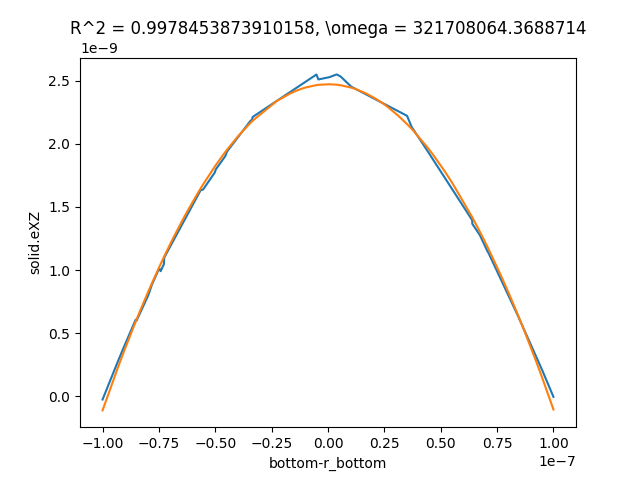 R^2 = 0.9978453873910158, \omega = 321708064.3688714
1e−9
2.5
2.0
1.5
1.0
0.5
0.0
solid.eXZ
−1.00 −0.75 −0.50 −0.25 0.00 0.25 0.50 0.75 1.00
bottom-r_bottom
1e−7